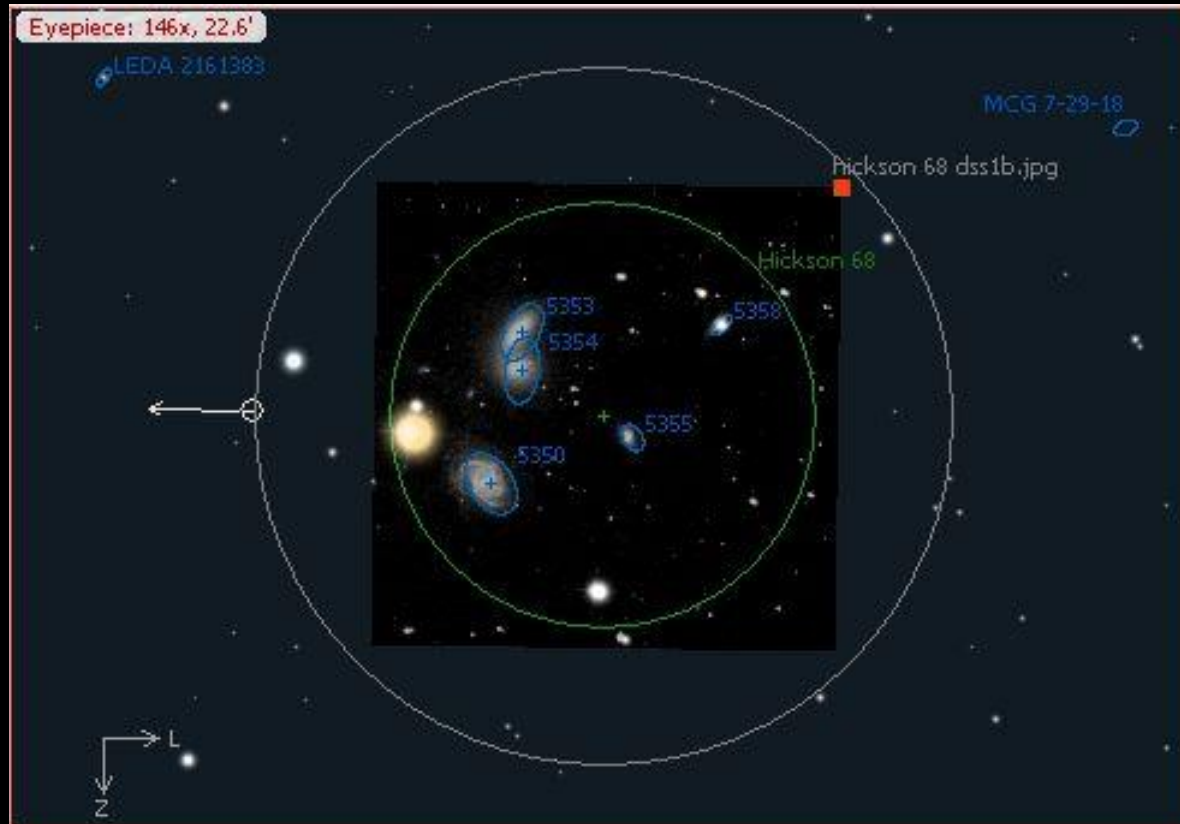 Eyepiece: 146x, 22.6'
LEDA 2161383
MCG 7-29-18
Hickson 68 dss1b.jpg
Hickson 68
5353
5358
5354
5355
5350
L
Z